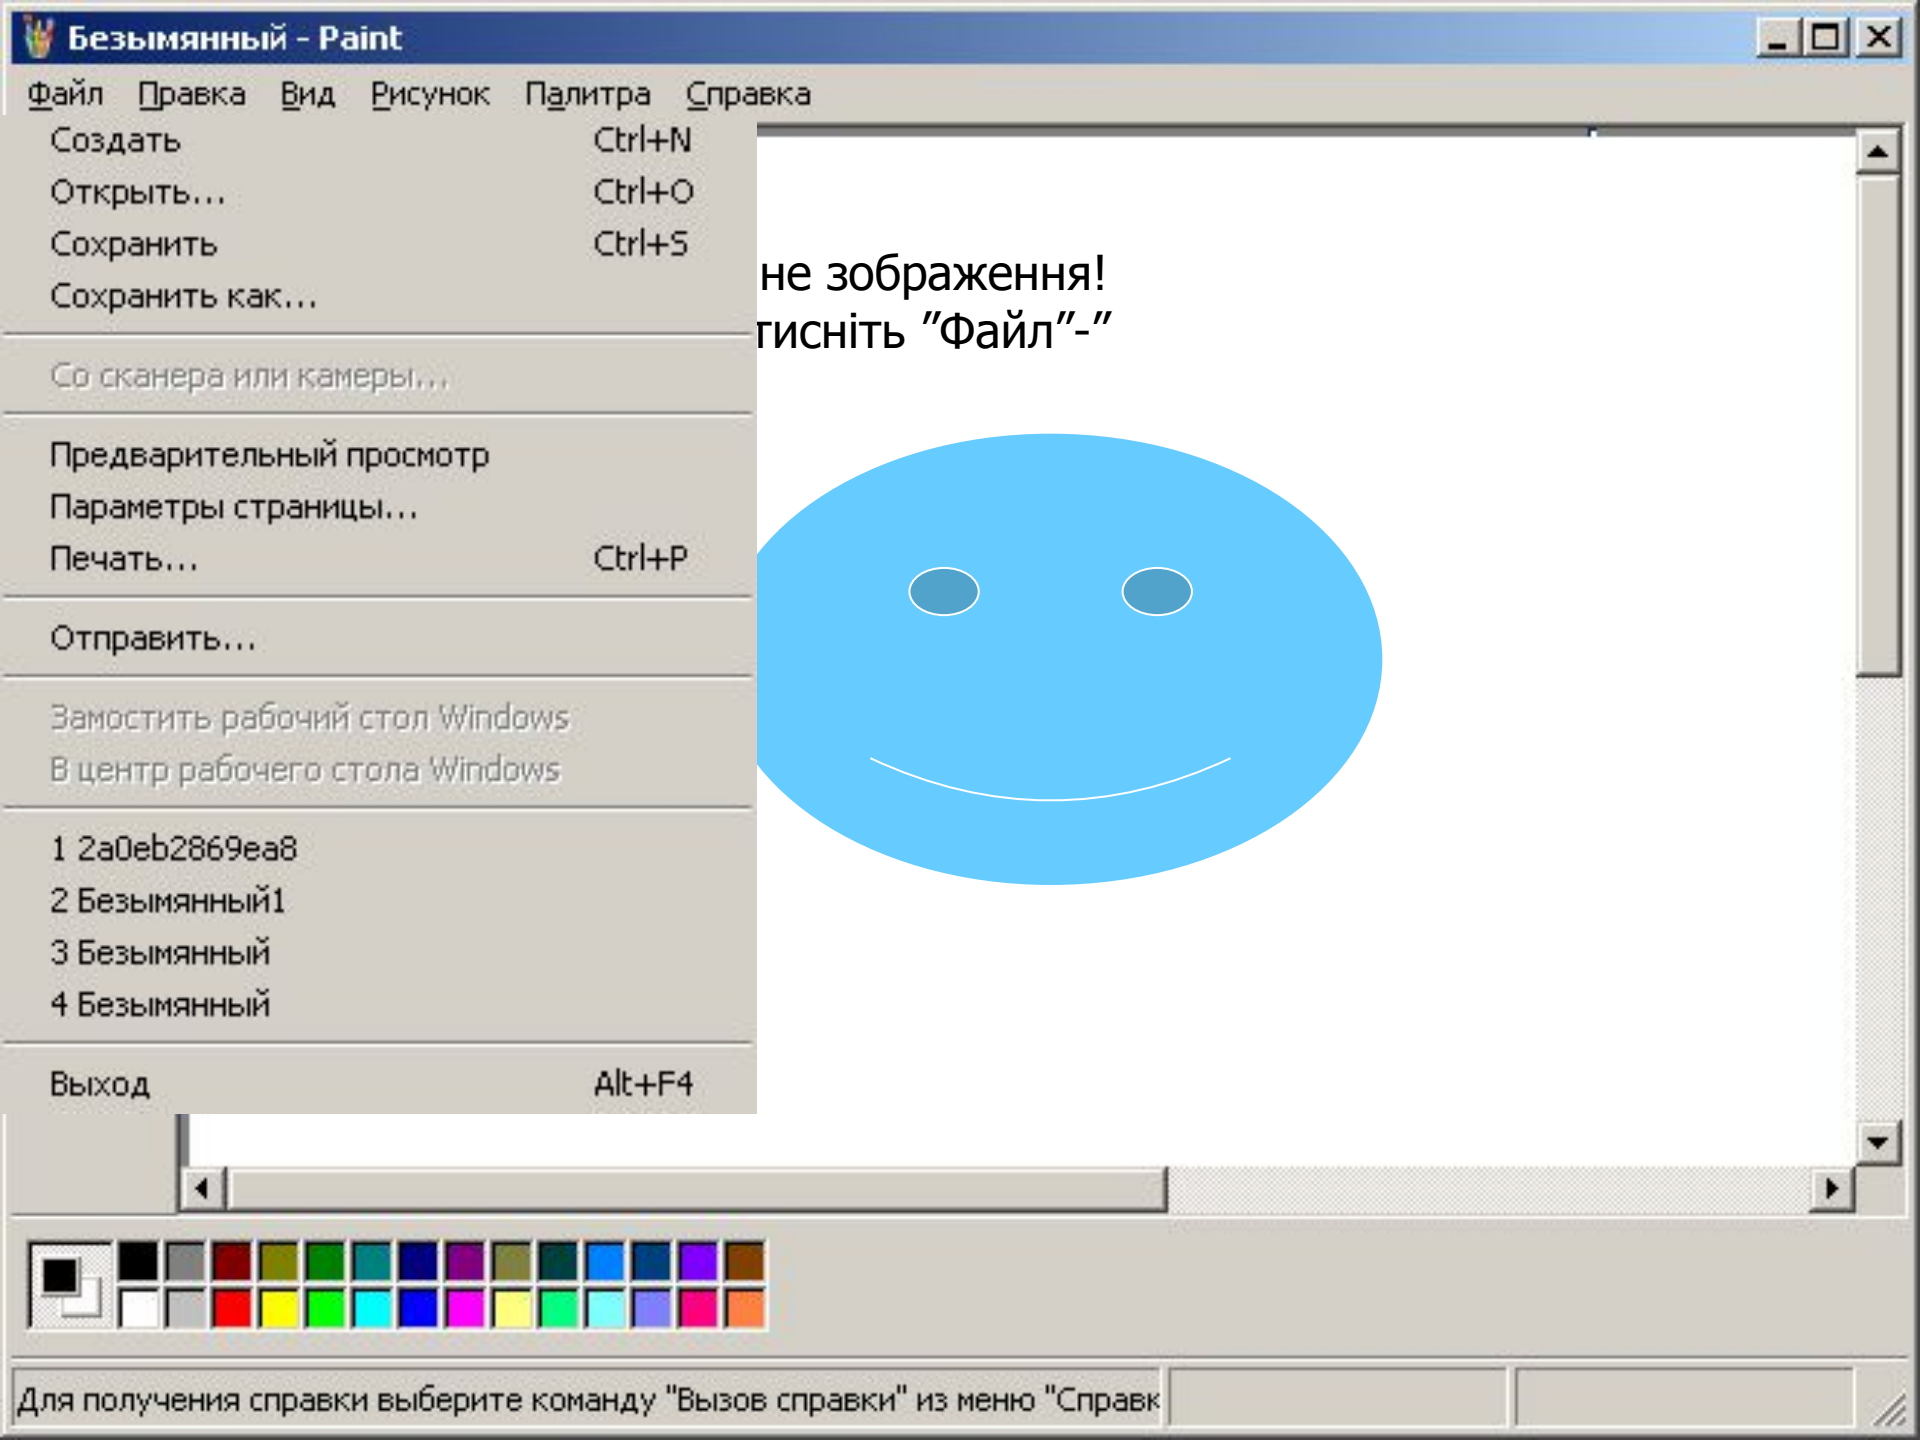 Безымянный - Paint
Файл Правка Вид Рисунок Палитра Справка
Создать Ctrl+N
Открыть... Ctrl+O
Сохранить Ctrl+S
Сохранить как...
не зображення!
тисніть ”Файл”-”
Со сканера или камеры...
Предварительный просмотр
Параметры страницы...
Печать... Ctrl+P
Отправить...
Замостить рабочий стол Windows
В центр рабочего стола Windows
1 2a0eb2869ea8
2 Безымянный1
3 Безымянный
4 Безымянный
Выход Alt+F4
Для получения справки выберите команду "Вызов справки" из меню "Справк